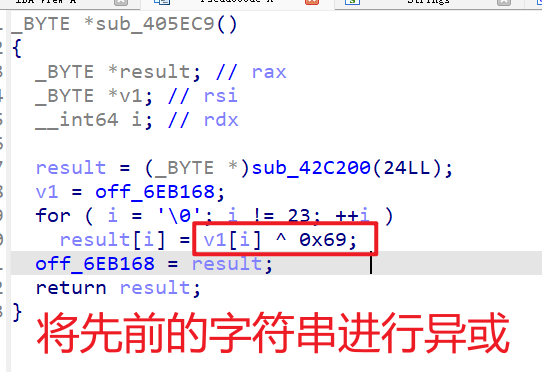 _BYTE *sub_405EC9()
{
_BYTE *result; // rax
_BYTE *v1; // rsi
__int64 i; // rdx
result = (_BYTE *)sub_42C200(24LL);
v1 = off_6EB168;
for ( i = '\0'; i != 23; ++i )
result[i] = v1[i] ^ 0x69;
off_6EB168 = result;
return result;
}
将先前的字符串进行异或